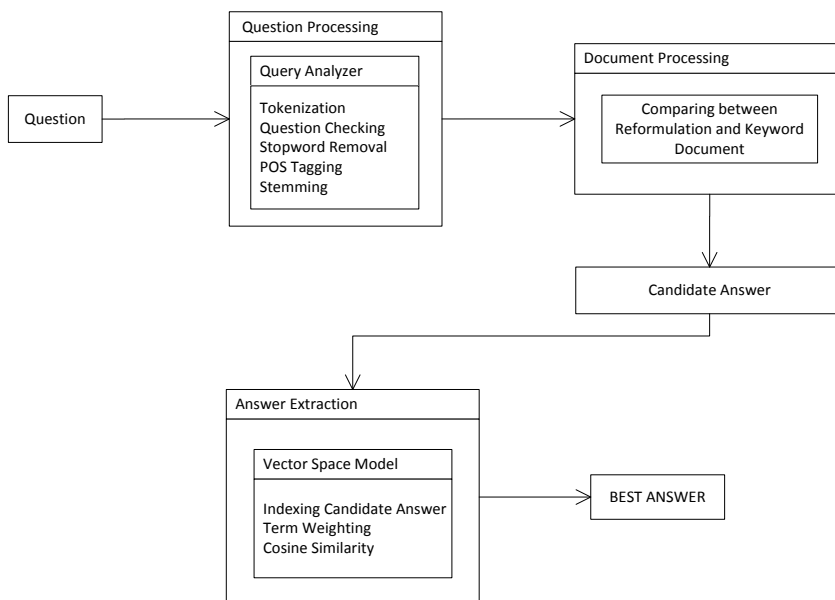 Question
Question Processing
Query Analyzer
Tokenization
Question Checking
Stopword Removal
POS Tagging
Stemming
Document Processing
Comparing between
Reformulation and Keyword
Document
Candidate Answer
Answer Extraction
Vector Space Model
Indexing Candidate Answer
Term Weighting
Cosine Similarity
BEST ANSWER